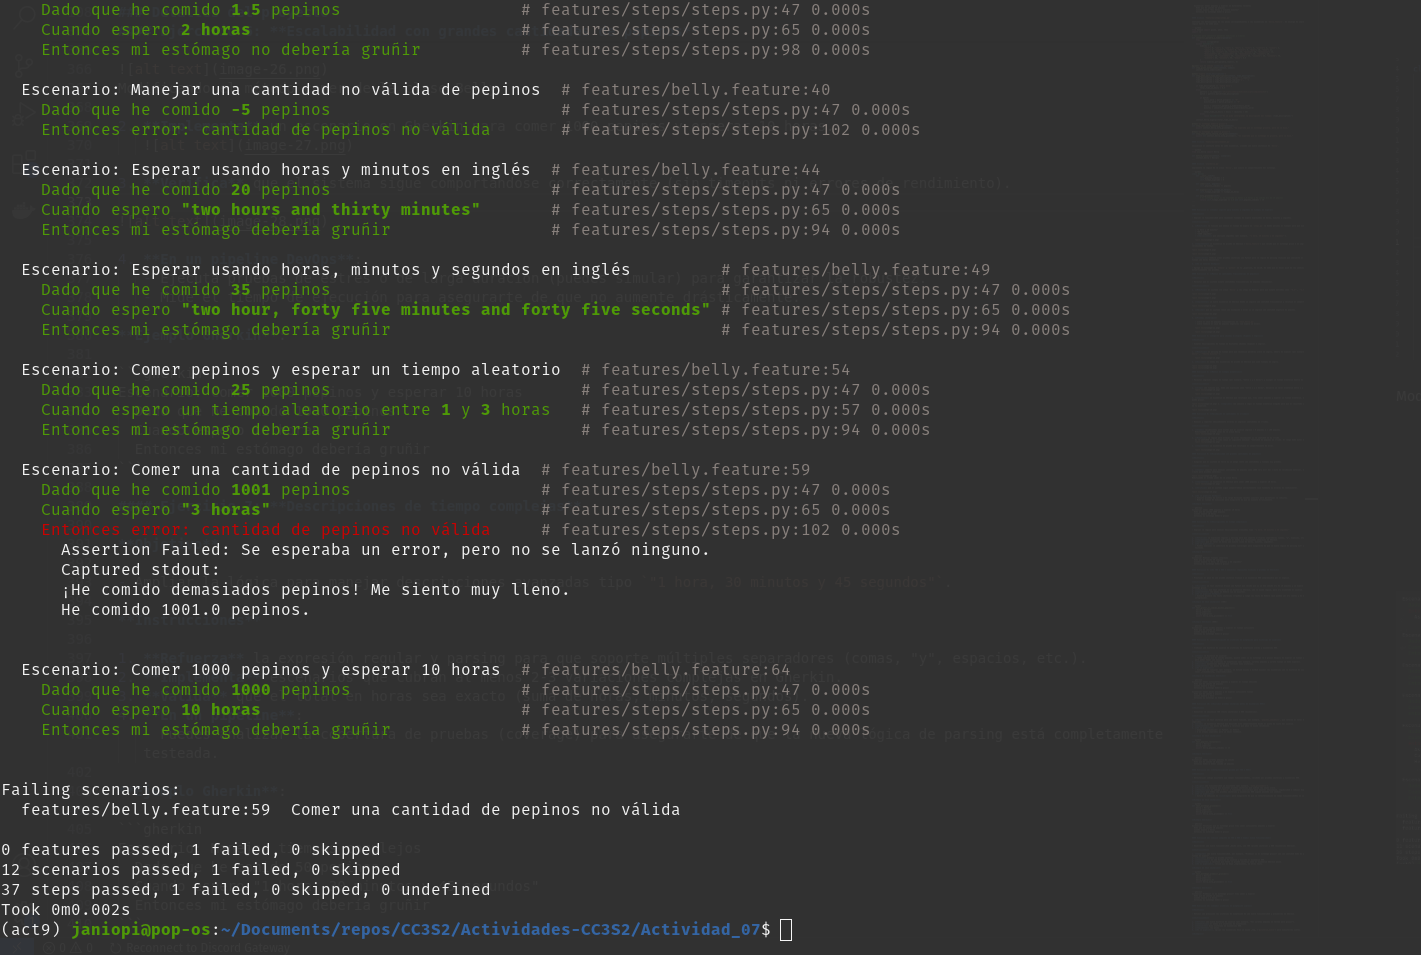 Dado que he comido 1.5 pepinos # features/steps/steps.py:47 0.000s
Cuando espero 2 horas # features/steps/steps.py:65 0.000s
Entonces mi estómago no debería gruñir # features/steps/steps.py:98 0.000s
Escenario: Manejar una cantidad no válida de pepinos # features/belly.feature:40
Dado que he comido -5 pepinos # features/steps/steps.py:47 0.000s
Entonces error: cantidad de pepinos no válida # features/steps/steps.py:102 0.000s
Escenario: Esperar usando horas y minutos en inglés # features/belly.feature:44
Dado que he comido 20 pepinos # features/steps/steps.py:47 0.000s
Cuando espero "two hours and thirty minutes" # features/steps/steps.py:65 0.000s
Entonces mi estómago debería gruñir # features/steps/steps.py:94 0.000s
Escenario: Esperar usando horas, minutos y segundos en inglés # features/belly.feature:49
Dado que he comido 35 pepinos # features/steps/steps.py:47 0.000s
Cuando espero "two hour, forty five minutes and forty five seconds" # features/steps/steps.py:65 0.000s
Entonces mi estómago debería gruñir # features/steps/steps.py:94 0.000s
Escenario: Comer pepinos y esperar un tiempo aleatorio # features/belly.feature:54
Dado que he comido 25 pepinos # features/steps/steps.py:47 0.000s
Cuando espero un tiempo aleatorio entre 1 y 3 horas # features/steps/steps.py:57 0.000s
Entonces mi estómago debería gruñir # features/steps/steps.py:94 0.000s
Escenario: Comer una cantidad de pepinos no válida # features/belly.feature:59
Dado que he comido 1001 pepinos # features/steps/steps.py:47 0.000s
Cuando espero "3 horas" # features/steps/steps.py:65 0.000s
Entonces error: cantidad de pepinos no válida # features/steps/steps.py:102 0.000s
Assertion Failed: Se esperaba un error, pero no se lanzó ninguno.
Captured stdout:
¡He comido demasiados pepinos! Me siento muy lleno.
He comido 1001.0 pepinos.
Escenario: Comer 1000 pepinos y esperar 10 horas # features/belly.feature:64
Dado que he comido 1000 pepinos # features/steps/steps.py:47 0.000s
Cuando espero 10 horas # features/steps/steps.py:65 0.000s
Entonces mi estómago debería gruñir # features/steps/steps.py:94 0.000s
Failing scenarios:
features/belly.feature:59 Comer una cantidad de pepinos no válida
0 features passed, 1 failed, 0 skipped
12 scenarios passed, 1 failed, 0 skipped
37 steps passed, 1 failed, 0 skipped, 0 undefined
Took 0m0.002s
(act9) janiopi@pop-os:~/Documents/repos/CC3S2/Actividades-CC3S2/Actividad_07$